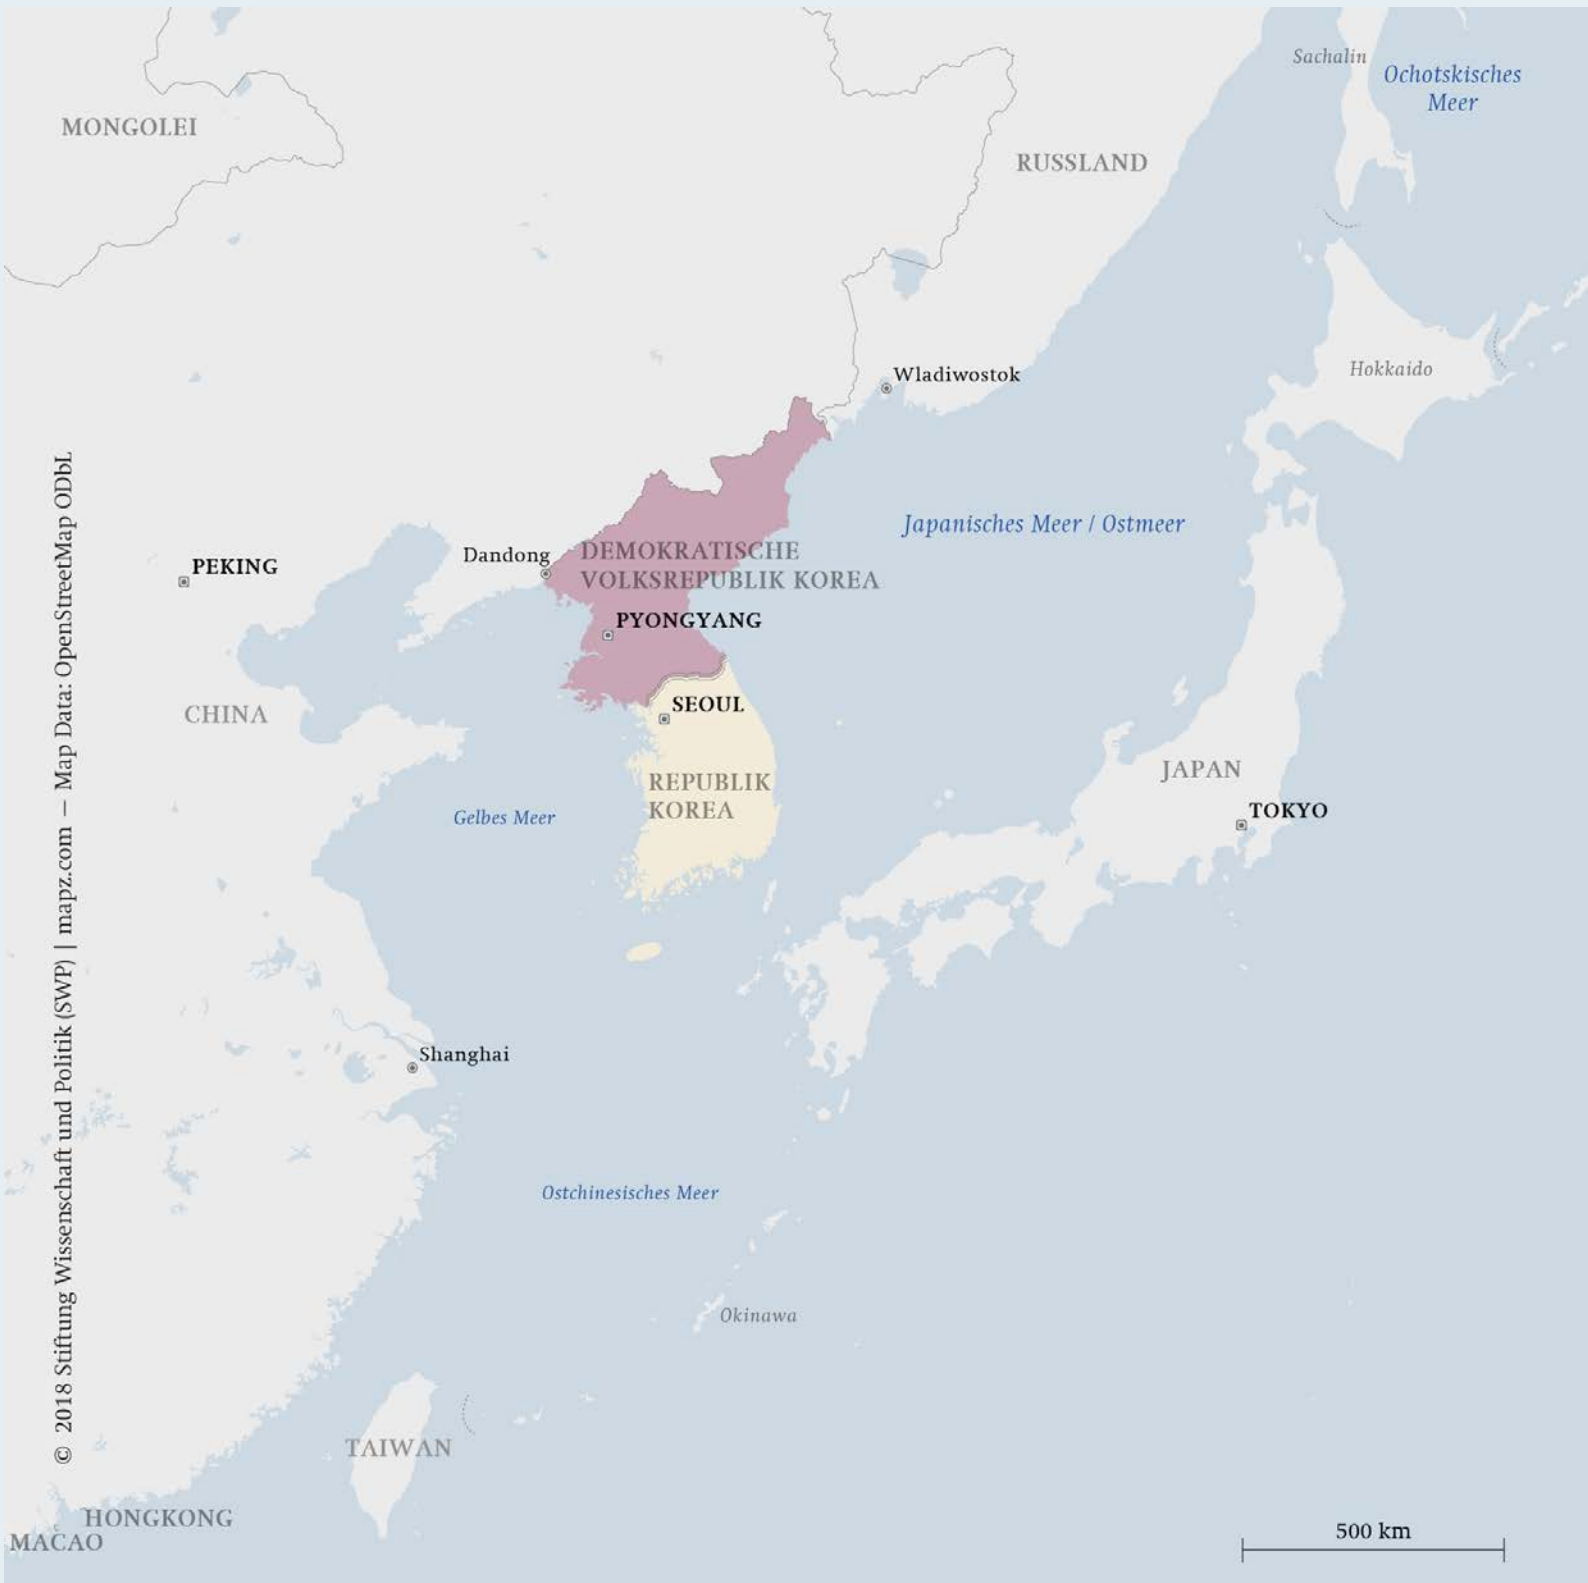 Sachalin
Ochotskisches
Meer
MONGOLEI
RUSSLAND
Hokkaido
Wladiwostok
Japanisches Meer / Ostmeer
Dandong
DEMOKRATISCHE
VOLKSREPUBLIK KOREA
PEKING
PYONGYANG
SEOUL
CHINA
JAPAN
REPUBLIK
KOREA
TOKYO
Gelbes Meer
Shanghai
Ostchinesisches Meer
Okinawa
TAIWAN
HONGKONG
MACAO
500 km
© 2018 Stiftung Wissenschaft und Politik (SWP) | mapz.com – Map Data: OpenStreetMap ODbL